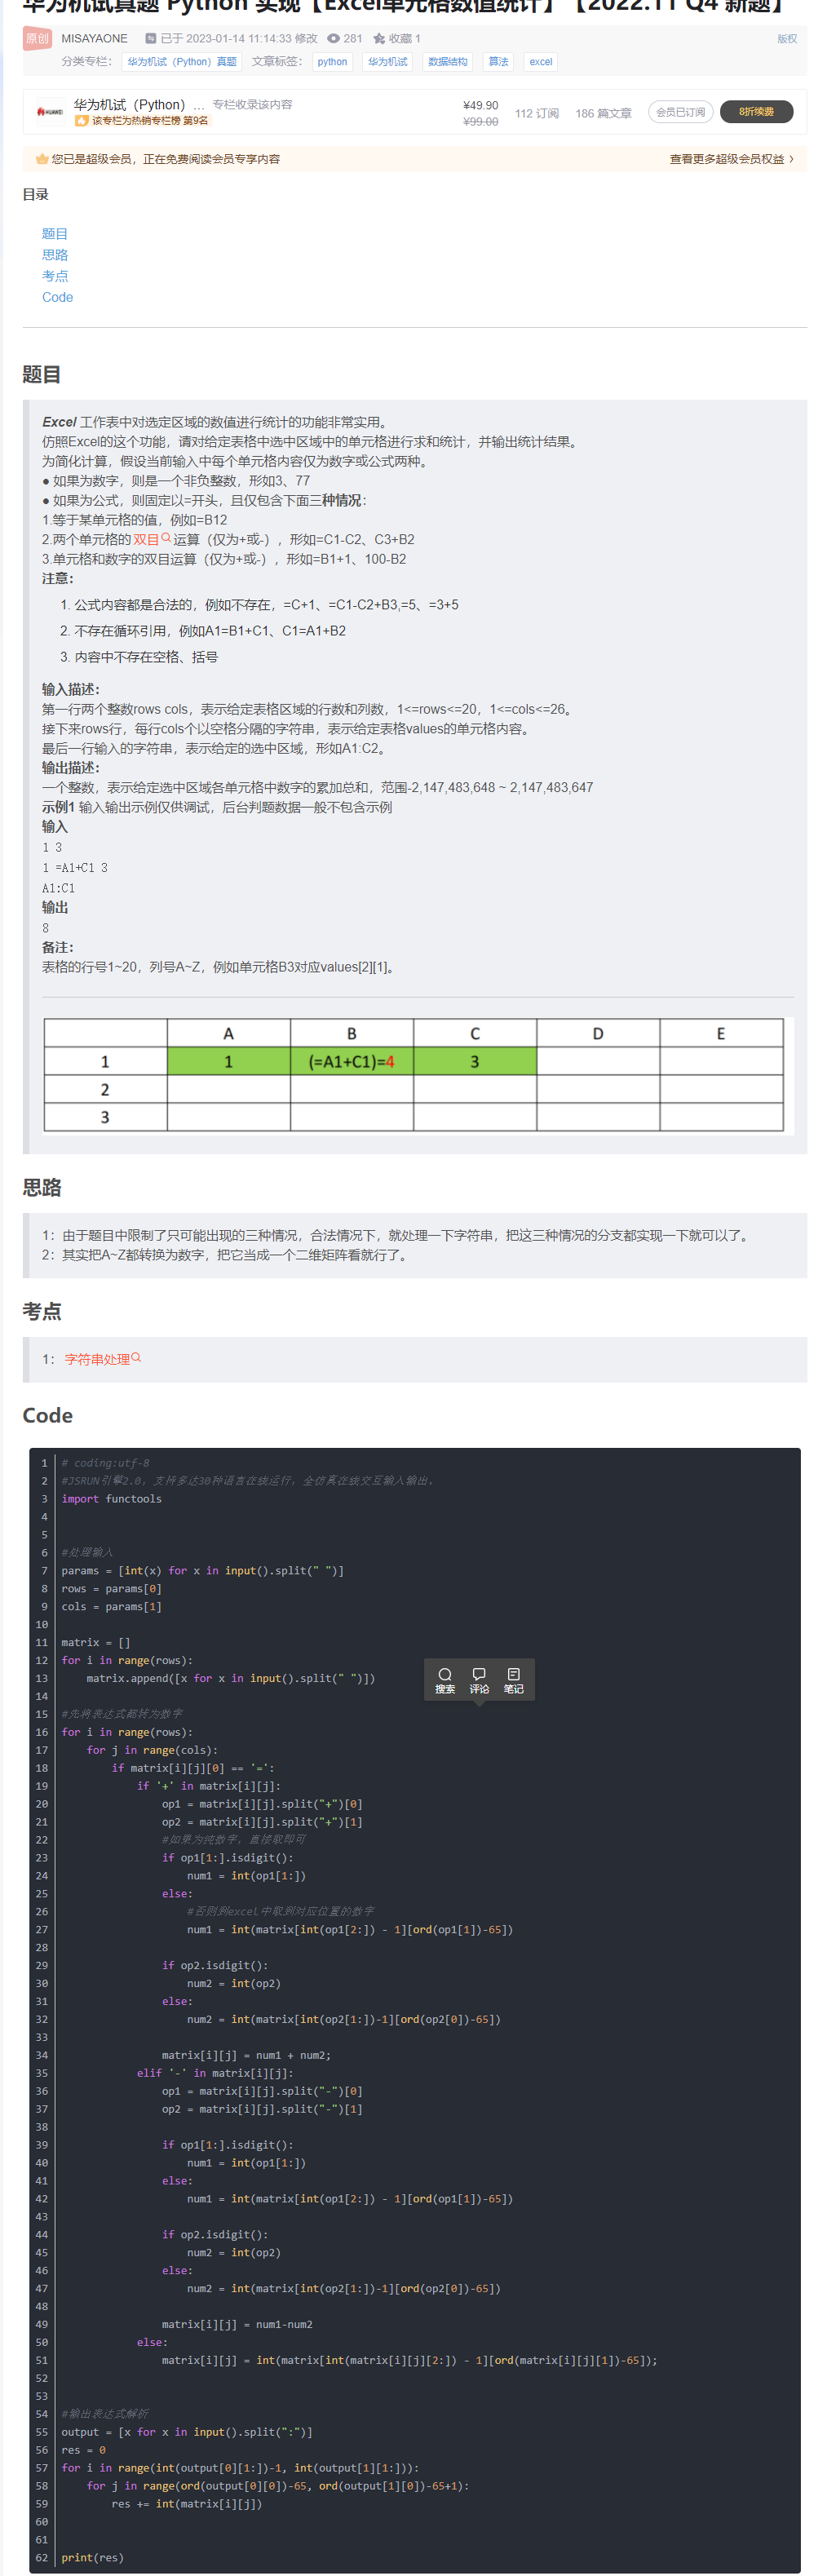 华为机试真题 Python 实现【Excel单元格数值统计】【2022.11 Q4 新题】
原创 MISAYAONE 已于 2023-01-14 11:14:33 修改 281 收藏 1 版权
分类专栏： 华为机试（Python）真题 文章标签： python 华为机试 数据结构 算法 excel
HUAWEI 华为机试（Python）... 专栏收录该内容 ¥49.90 112 订阅 186 篇文章 会员已订阅 8折续费
该专栏为热销专栏榜 第9名 ¥99.00
您已是超级会员，正在免费阅读会员专享内容 查看更多超级会员权益 >
目录
题目
思路
考点
Code
题目
Excel 工作表中对选定区域的数值进行统计的功能非常实用。
仿照Excel的这个功能，请对给定表格中选中区域中的单元格进行求和统计，并输出统计结果。
为简化计算，假设当前输入中每个单元格内容仅为数字或公式两种。
● 如果为数字，则是一个非负整数，形如3、77
● 如果为公式，则固定以=开头，且仅包含下面三种情况：
1.等于某单元格的值，例如=B12
2.两个单元格的双目运算（仅为+或-），形如=C1-C2、C3+B2
3.单元格和数字的双目运算（仅为+或-），形如=B1+1、100-B2
注意：
1. 公式内容都是合法的，例如不存在，=C+1、=C1-C2+B3,=5、=3+5
2. 不存在循环引用，例如A1=B1+C1、C1=A1+B2
3. 内容中不存在空格、括号
输入描述：
第一行两个整数rows cols，表示给定表格区域的行数和列数，1<=rows<=20，1<=cols<=26。
接下来rows行，每行cols个以空格分隔的字符串，表示给定表格values的单元格内容。
最后一行输入的字符串，表示给定的选中区域，形如A1:C2。
输出描述：
一个整数，表示给定选中区域各单元格中数字的累加总和，范围-2,147,483,648 ~ 2,147,483,647
示例1 输入输出示例仅供调试，后台判题数据一般不包含示例
输入
1 3
1 =A1+C1 3
A1:C1
输出
8
备注：
表格的行号1~20，列号A~Z，例如单元格B3对应values[2][1]。
A B C D E
1 1 (=A1+C1)=4 3
2
3
思路
1：由于题目中限制了只可能出现的三种情况，合法情况下，就处理一下字符串，把这三种情况的分支都实现一下就可以了。
2：其实把A~Z都转换为数字，把它当成一个二维矩阵看就行了。
考点
1： 字符串处理
Code
1 # coding:utf-8
2 #JSRUN引擎2.0，支持多达30种语言在线运行，全仿真在线交互输入输出。
3 import functools
4
5
6 #处理输入
7 params = [int(x) for x in input().split(" ")]
8 rows = params[0]
9 cols = params[1]
10
11 matrix = []
12 for i in range(rows):
13     matrix.append([x for x in input().split(" ")])
搜索 评论 笔记
14
15 #先将表达式都转为数字
16 for i in range(rows):
17     for j in range(cols):
18         if matrix[i][j][0] == '=':
19             if '+' in matrix[i][j]:
20                 op1 = matrix[i][j].split("+")[0]
21                 op2 = matrix[i][j].split("+")[1]
22                 #如果为纯数字，直接取即可
23                 if op1[1:].isdigit():
24                     num1 = int(op1[1:])
25                 else:
26                     #否则到excel中取到对应位置的数字
27                     num1 = int(matrix[int(op1[2:]) - 1][ord(op1[1])-65])
28
29                 if op2.isdigit():
30                     num2 = int(op2)
31                 else:
32                     num2 = int(matrix[int(op2[1:])-1][ord(op2[0])-65])
33
34                 matrix[i][j] = num1 + num2;
35             elif '-' in matrix[i][j]:
36                 op1 = matrix[i][j].split("-")[0]
37                 op2 = matrix[i][j].split("-")[1]
38
39                 if op1[1:].isdigit():
40                     num1 = int(op1[1:])
41                 else:
42                     num1 = int(matrix[int(op1[2:]) - 1][ord(op1[1])-65])
43
44                 if op2.isdigit():
45                     num2 = int(op2)
46                 else:
47                     num2 = int(matrix[int(op2[1:])-1][ord(op2[0])-65])
48
49                 matrix[i][j] = num1-num2
50             else:
51                 matrix[i][j] = int(matrix[int(matrix[i][j][2:]) - 1][ord(matrix[i][j][1])-65]);
52
53
54 #输出表达式解析
55 output = [x for x in input().split(":")]
56 res = 0
57 for i in range(int(output[0][1:])-1, int(output[1][1:])):
58     for j in range(ord(output[0][0])-65, ord(output[1][0])-65+1):
59         res += int(matrix[i][j])
60
61
62 print(res)